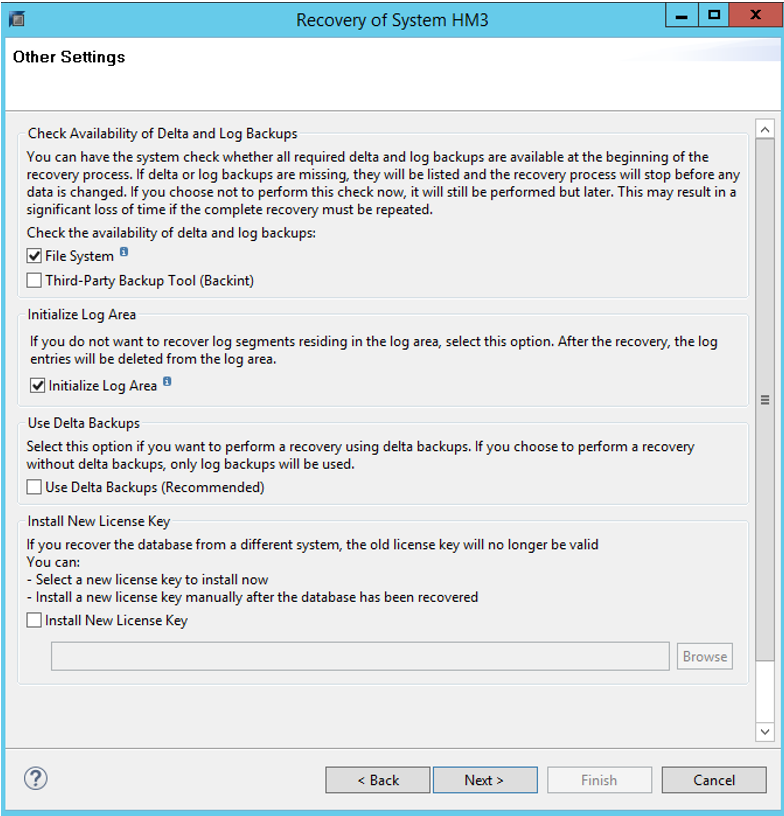 Recovery of System HM3
Other Settings
Check Availability of Delta and Log Backups
You can have the system check whether all required delta and log backups are available at the beginning of the
recovery process. If delta or log backups are missing, they will be listed and the recovery process will stop before any
data is changed. If you choose not to perform this check now, it will still be performed but later. This may result in a
significant loss of time if the complete recovery must be repeated.
Check the availability of delta and log backups:
File System
Third-Party Backup Tool (Backint)
Initialize Log Area
If you do not want to recover log segments residing in the log area, select this option. After the recovery, the log
entries will be deleted from the log area.
Initialize Log Area
Use Delta Backups
Select this option if you want to perform a recovery using delta backups. If you choose to perform a recovery
without delta backups, only log backups will be used.
Use Delta Backups (Recommended)
Install New License Key
If you recover the database from a different system, the old license key will no longer be valid
You can:
- Select a new license key to install now
- Install a new license key manually after the database has been recovered
Install New License Key
Browse
< Back Next > Finish Cancel